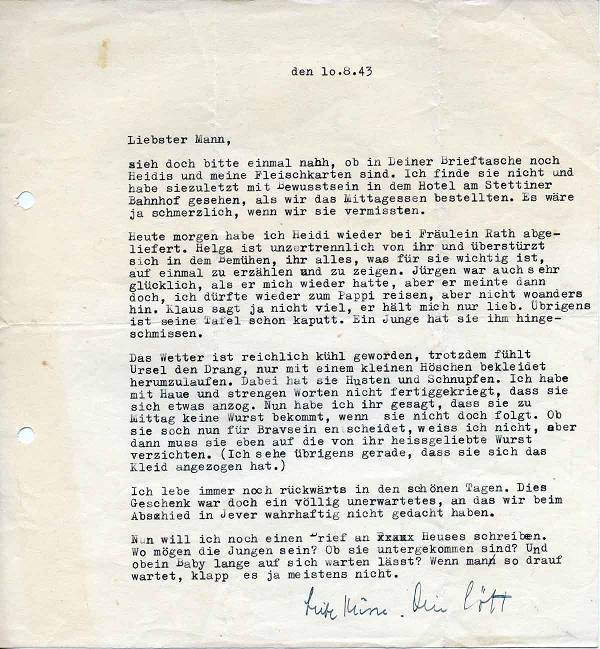 den lo.8.43
Liebster Mann,
sieh doch bitte einmal nahh, ob in Deiner Brieftasche noch
Heidis und meine Fleischkarten sind. Ich finde sie nicht und
habe siezuletzt mit Bewusstsein in dem Hotel am Stettiner
Bahnhof gesehen, als wir das Mittagessen bestellten. Es wäre
ja schmerzlich, wenn wir sie vermissten.
Heute morgen habe ich Heidi wieder bei Fräulein Rath abge-
liefert. Helga ist unzertrennlich von ihr und überstürzt
sich in dem Bemühen, ihr alles, was für sie wichtig ist,
auf einmal zu erzählen und zu zeigen. Jürgen war auch s ehr
glücklich, als er mich wieder hatte, aber er meinte dann
doch, ich dürfte wieder zum Pappi reisen, aber nicht woanders
hin. Klaus sagt ja nicht viel, er hält mich nur lieb. Übrigens
ist seine Tafel schon kaputt. Ein Junge hat sie ihm hinge-
schmissen.
Das Wetter ist reichlich kühl geworden, trotzdem fühlt
Ursel den Drang, nur mit einem kleinen Höschen bekleidet
herumzulaufen. Dabei hat sie Husten und Schnupfen. Ich habe
mit Haue und strengen Worten nicht fertiggekriegt, dass sie
sich etwas anzog. Nun habe ich ihr gesagt, dass sie zu
Mittag keine Wurst bekommt, wenn sie nicht doch folgt. Ob
sie soch nun für Bravsein en scheidet, weiss ich nicht, aber
dann muss sie eben auf die von ihr heissgeliebte Wurst
verzichten. (Ich sehe übrigens gerade, dass sie sich das
Kleid angezogen hat.)
Ich lebe immer noch rückwärts in den schönen Tagen. Dies
Geschenk war doch ein völlig unerwartetes, an das wir beim
Abschied in Jever wahrhaftig nicht gedacht haben.
Nun will ich noch einen Brief an Heuses schreiben.
Wo mögen die Jungen sein? Ob sie untergekommen sind? Und
obein Baby lange auf sich warten lässt? Wenn man so drauf
wartet, klapp es ja meistens nicht.
Küsse. Dein Lött